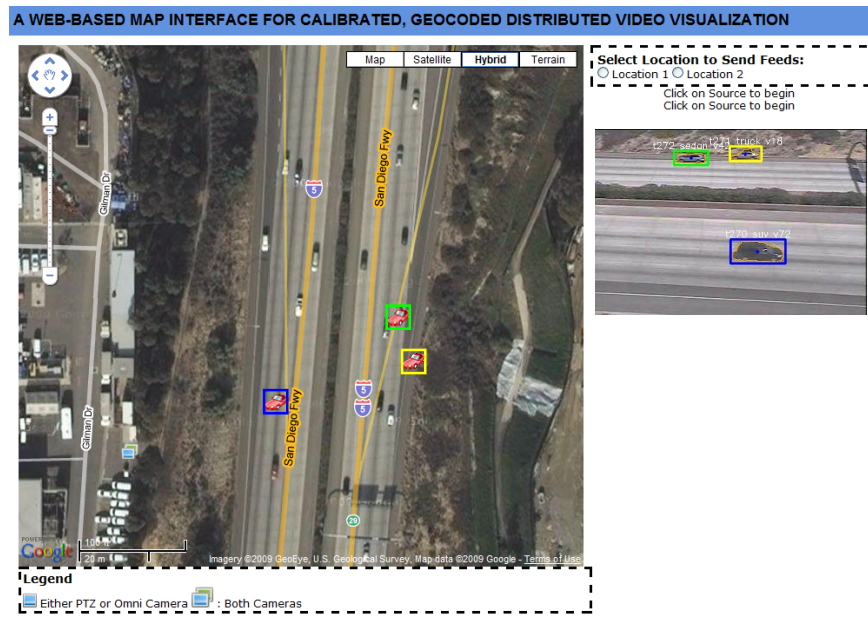 A WEB-BASED MAP INTERFACE FOR CALIBRATED, GEOCODED DISTRIBUTED VIDEO VISUALIZATION
Map
Satellite
Hybrid
Terrain
Select Location to Send Feeds:
Location 1
Location 2
Click on Source to begin
Click on Source to begin
t272 sedan
t271 truck v18
t270 suv v72
Gilman Dr
San Diego Fwy
5
San Diego Fwy
5
5
San Diego Fwy
Gilman Dr
29
POWERED BY
Google
100 ft
20 m
Imagery ©2009 GeoEye, U.S. Geological Survey, Map data ©2009 Google - Terms of Use
Legend
Either PTZ or Omni Camera : Both Cameras